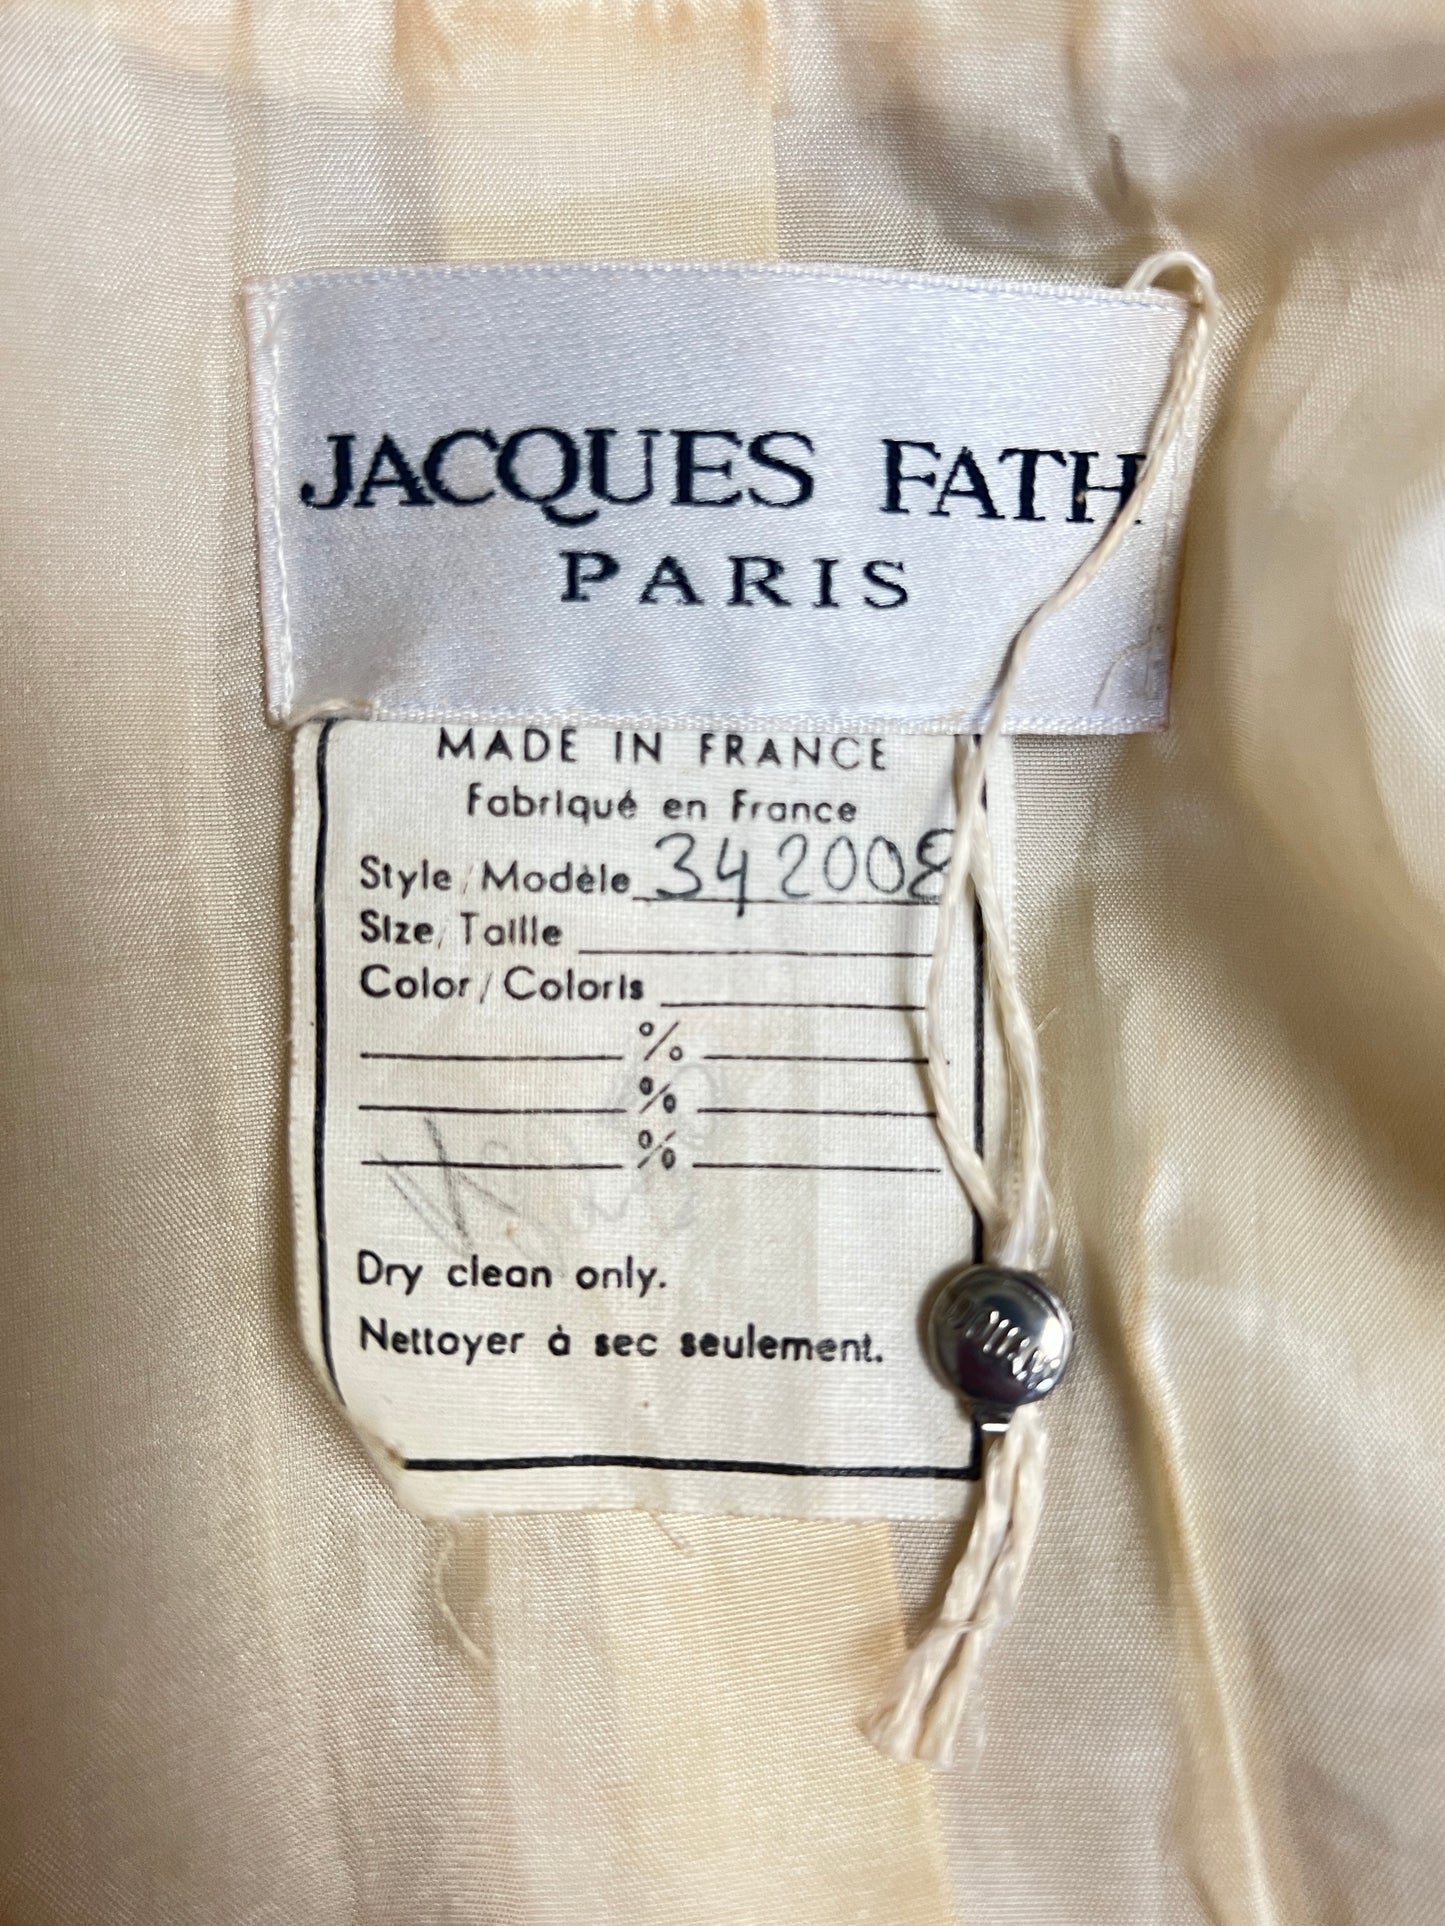 JACQUES FATH
PARIS
MADE IN FRANCE
Fabriqué en France
Style/Modèle 342008
Size/Taille
Color/Coloris
%
%
%
Dry clean only.
Nettoyer à sec seulement.